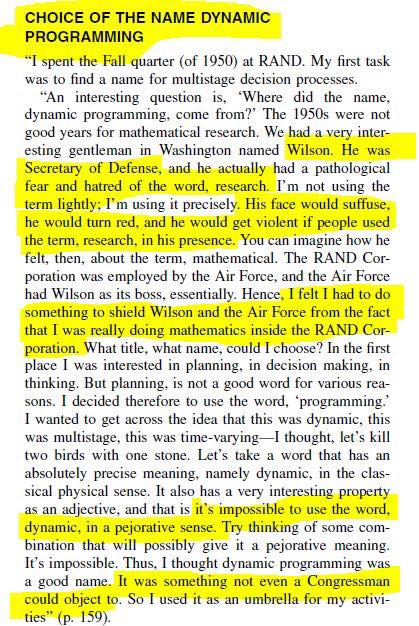 CHOICE OF THE NAME DYNAMIC
PROGRAMMING
“I spent the Fall quarter (of 1950) at RAND. My first task
was to find a name for multistage decision processes.
“An interesting question is, ‘Where did the name,
dynamic programming, come from?’ The 1950s were not
good years for mathematical research. We had a very inter-
esting gentleman in Washington named Wilson. He was
Secretary of Defense, and he actually had a pathological
fear and hatred of the word, research. I’m not using the
term lightly; I’m using it precisely. His face would suffuse,
he would turn red, and he would get violent if people used
the term, research, in his presence. You can imagine how he
felt, then, about the term, mathematical. The RAND Cor-
poration was employed by the Air Force, and the Air Force
had Wilson as its boss, essentially. Hence, I felt I had to do
something to shield Wilson and the Air Force from the fact
that I was really doing mathematics inside the RAND Cor-
poration. What title, what name, could I choose? In the first
place I was interested in planning, in decision making, in
thinking. But planning, is not a good word for various rea-
sons. I decided therefore to use the word, ‘programming.’
I wanted to get across the idea that this was dynamic, this
was multistage, this was time-varying—I thought, let’s kill
two birds with one stone. Let’s take a word that has an
absolutely precise meaning, namely dynamic, in the clas-
sical physical sense. It also has a very interesting property
as an adjective, and that is it’s impossible to use the word,
dynamic, in a pejorative sense. Try thinking of some com-
bination that will possibly give it a pejorative meaning.
It’s impossible. Thus, I thought dynamic programming was
a good name. It was something not even a Congressman
could object to. So I used it as an umbrella for my activi-
ties” (p. 159).